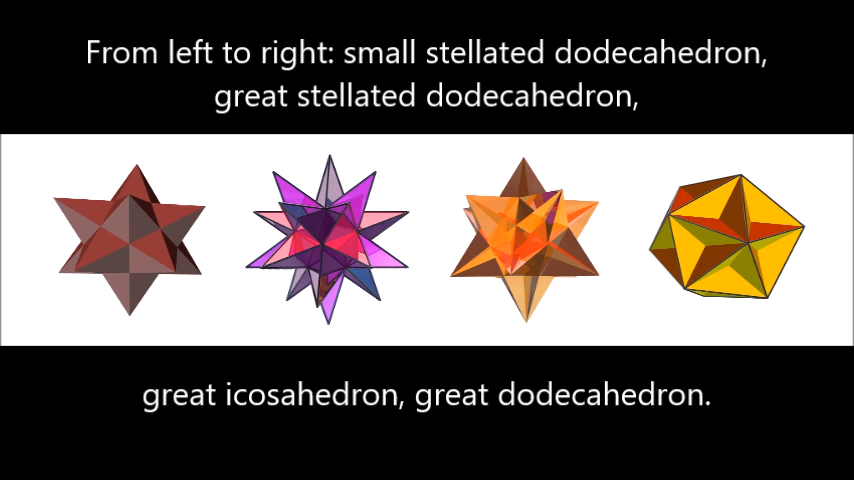 From left to right: small stellated dodecahedron,
great stellated dodecahedron,
great icosahedron, great dodecahedron.